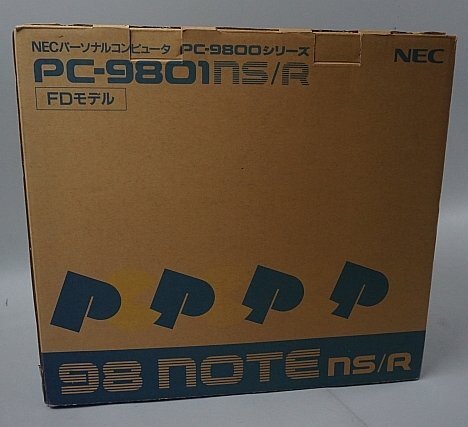 NECパーソナルコンピュータ PC-9800シリーズ
NEC
PC-9801NS/R
FDモデル
P P P P
98 NOTE NS/R